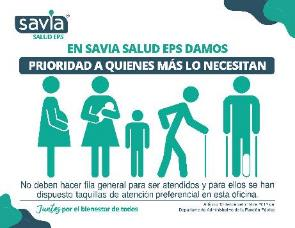 savia
SALUD EPS
EN SAVIA SALUD EPS DAMOS
PRIORIDAD A QUIENES MÁS LO NECESITAN
No deben hacer fila general para ser atendidos y para ellos se han
dispuesto taquillas de atención preferencial en esta oficina.
Juntos por el bienestar de todos
Departamento Administrativo de la Función Pública